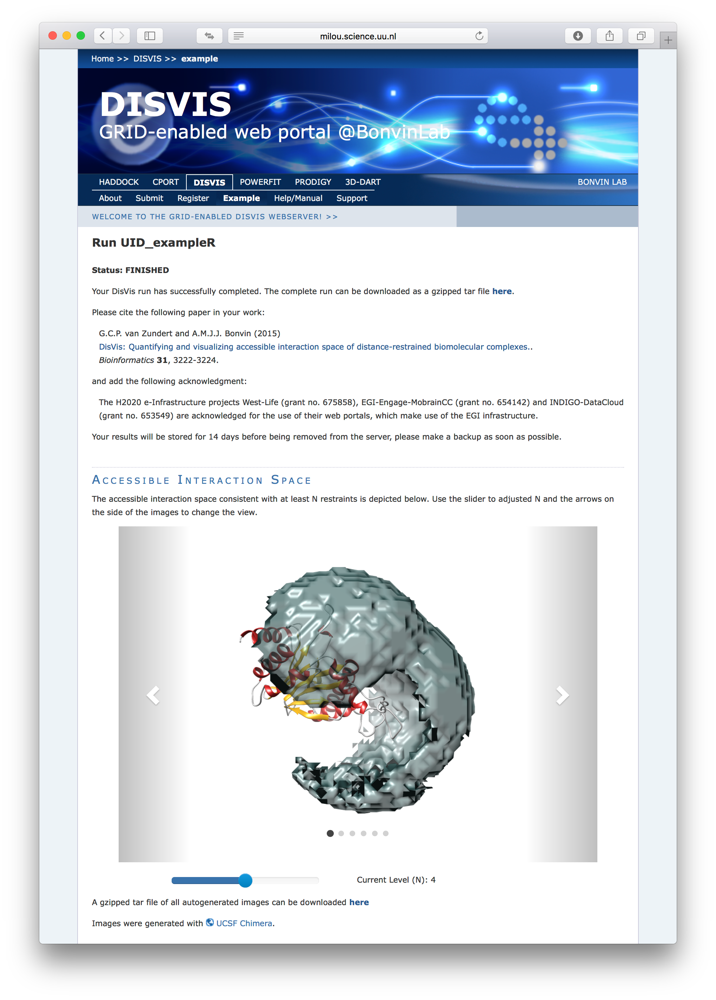 milou.science.uu.nl
Home >> DISVIS >> example
DISVIS
GRID-enabled web portal @BonvinLab
HADDOCK CPORT DISVIS POWERFIT PRODIGY 3D-DART BONVIN LAB
About Submit Register Example Help/Manual Support
WELCOME TO THE GRID-ENABLED DISVIS WEBSERVER! >>
Run UID_exampleR
Status: FINISHED
Your DisVis run has successfully completed. The complete run can be downloaded as a gzipped tar file here.
Please cite the following paper in your work:
G.C.P. van Zundert and A.M.J.J. Bonvin (2015)
DisVis: Quantifying and visualizing accessible interaction space of distance-restrained biomolecular complexes..
Bioinformatics 31, 3222-3224.
and add the following acknowledgment:
The H2020 e-Infrastructure projects West-Life (grant no. 675858), EGI-Engage-MobrainCC (grant no. 654142) and INDIGO-DataCloud
(grant no. 653549) are acknowledged for the use of their web portals, which make use of the EGI infrastructure.
Your results will be stored for 14 days before being removed from the server, please make a backup as soon as possible.
Accessible Interaction Space
The accessible interaction space consistent with at least N restraints is depicted below. Use the slider to adjusted N and the arrows on
the side of the images to change the view.
Current Level (N): 4
A gzipped tar file of all autogenerated images can be downloaded here
Images were generated with UCSF Chimera.